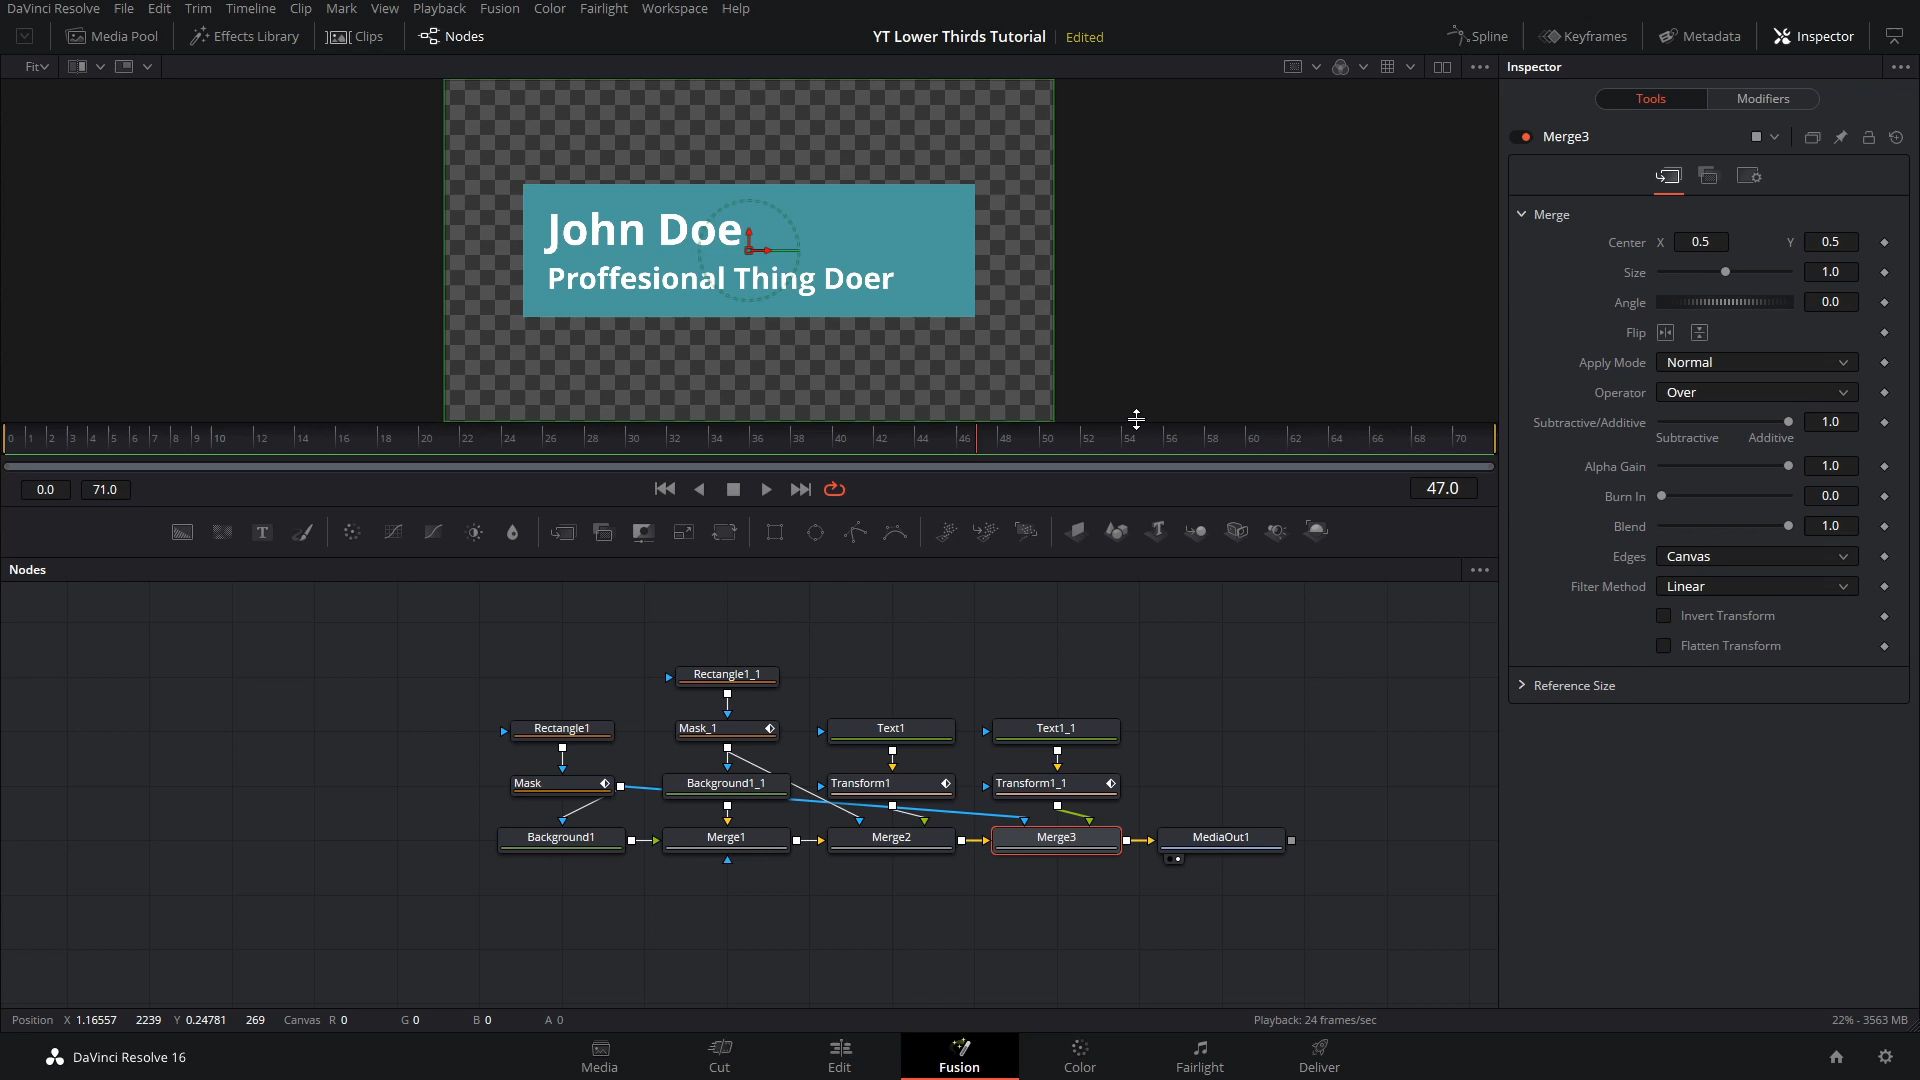 DaVinci Resolve File Edit Trim Timeline Clip Mark View Playback Fusion Color Fairlight Workspace Help
Media Pool Effects Library Clips Nodes YT Lower Thirds Tutorial Edited Spline Keyframes Metadata Inspector
Fit Inspector
Tools Modifiers
Merge3
John Doe
Proffesional Thing Doer
Merge
Center X 0.5 Y 0.5
Size 1.0
Angle 0.0
Flip
Apply Mode Normal
Operator Over
Subtractive/Additive 1.0
Subtractive Additive
Alpha Gain 1.0
Burn In 0.0
Blend 1.0
Edges Canvas
Filter Method Linear
Invert Transform
Flatten Transform
Reference Size
0 1 2 3 4 5 6 7 8 9 10 12 14 16 18 20 22 24 26 28 30 32 34 36 38 40 42 44 46 48 50 52 54 56 58 60 62 64 66 68 70
0.0 71.0 47.0
Nodes
Rectangle1_1
Rectangle1 Mask_1 Text1 Text1_1
Mask Background1_1 Transform1 Transform1_1
Background1 Merge1 Merge2 Merge3 MediaOut1
Position X 1.16557 2239 Y 0.24781 269 Canvas R 0 G 0 B 0 A 0 Playback: 24 frames/sec 22% - 3563 MB
DaVinci Resolve 16 Media Cut Edit Fusion Color Fairlight Deliver